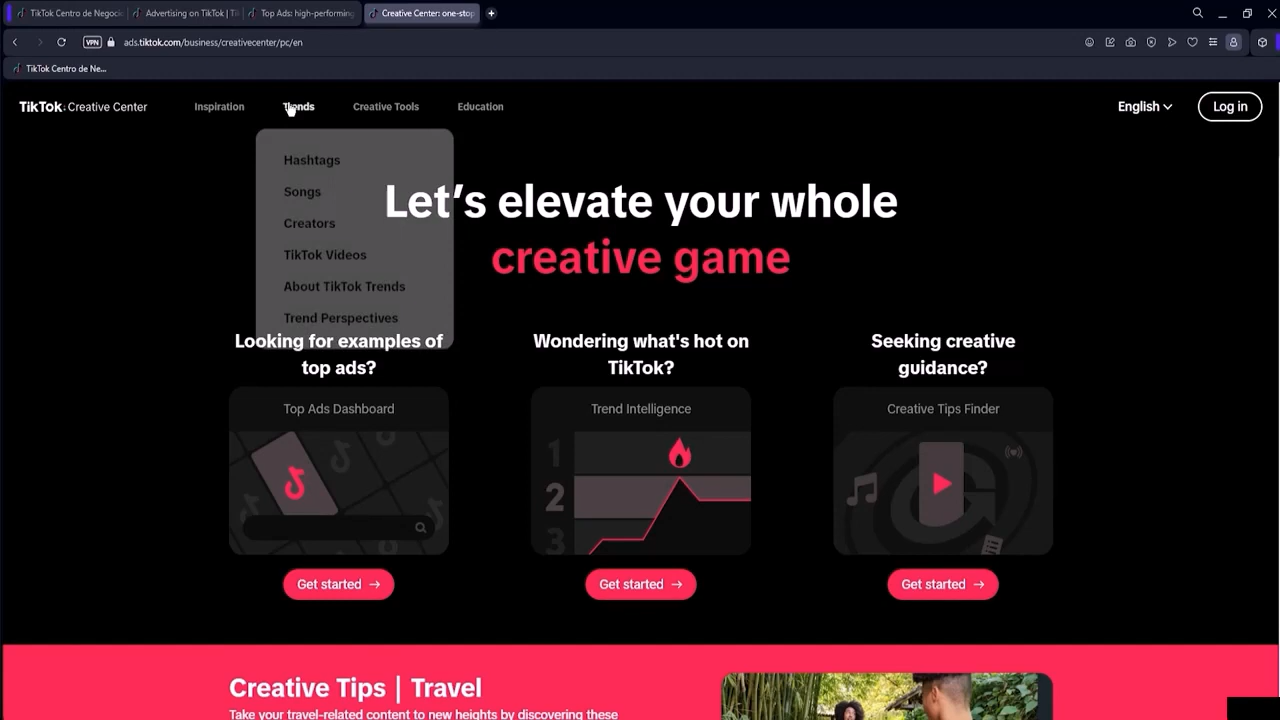 TikTok Centro de Negocio
Advertising on TikTok | Ti
Top Ads: high-performing
Creative Center: one-stop
VPN
ads.tiktok.com/business/creativecenter/pc/en
TikTok Centro de Ne...
TikTok: Creative Center
Inspiration
Trends
Creative Tools
Education
English
Log in
Hashtags
Songs
Creators
TikTok Videos
About TikTok Trends
Trend Perspectives
Let's elevate your whole
creative game
Looking for examples of
top ads?
Top Ads Dashboard
Get started →
Wondering what's hot on
TikTok?
Trend Intelligence
1
2
3
Get started →
Seeking creative
guidance?
Creative Tips Finder
Get started →
Creative Tips | Travel
Take your travel-related content to new heights by discovering these